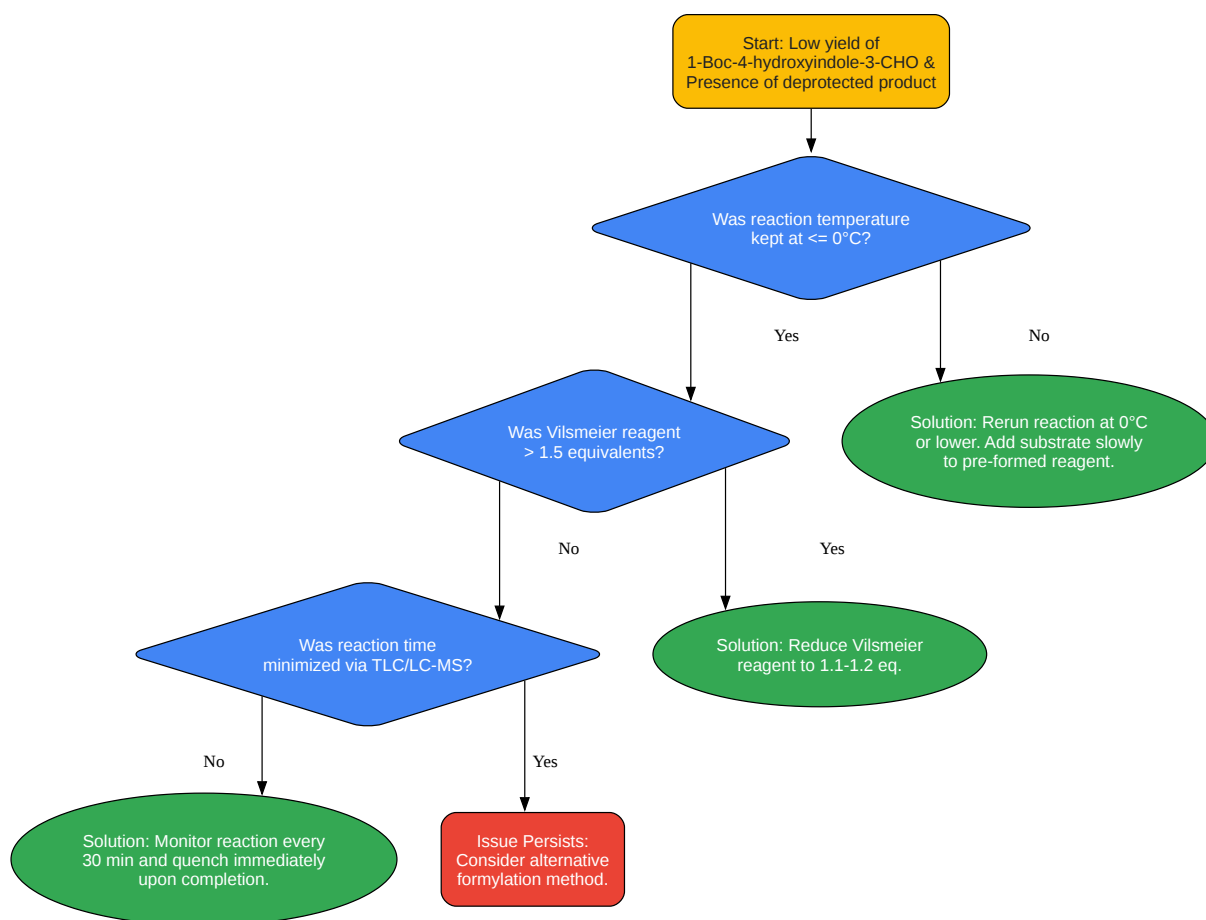 Start: Low yield of
1-Boc-4-hydroxyindole-3-CHO &
Presence of deprotected product
Was reaction temperature
kept at <= 0°C?
Yes
No
Was Vilsmeier reagent
> 1.5 equivalents?
Solution: Rerun reaction at 0°C
or lower. Add substrate slowly
to pre-formed reagent.
No
Yes
Was reaction time
minimized via TLC/LC-MS?
Solution: Reduce Vilsmeier
reagent to 1.1-1.2 eq.
No
Yes
Solution: Monitor reaction every
30 min and quench immediately
upon completion.
Issue Persists:
Consider alternative
formylation method.